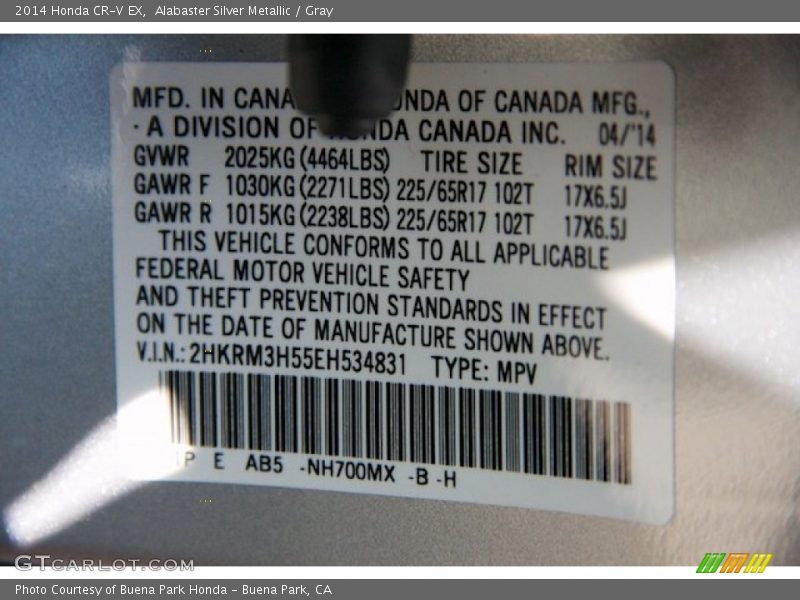 2014 Honda CR-V EX,  Alabaster Silver Metallic / Gray
MFD. IN CANA NDA OF CANADA MFG.,
A DIVISION OF HONDA CANADA INC. 04/'14
GVWR 2025KG (4464LBS) TIRE SIZE RIM SIZE
GAWR F 1030KG (2271LBS) 225/65R17 102T 17X6.5J
GAWR R 1015KG (2238LBS) 225/65R17 102T 17X6.5J
THIS VEHICLE CONFORMS TO ALL APPLICABLE
FEDERAL MOTOR VEHICLE SAFETY
AND THEFT PREVENTION STANDARDS IN EFFECT
ON THE DATE OF MANUFACTURE SHOWN ABOVE.
V.I.N.: 2HKRM3H55EH534831 TYPE: MPV
P E AB5 -NH700MX -B -H
GTCARLOT.COM
Photo Courtesy of Buena Park Honda - Buena Park, CA